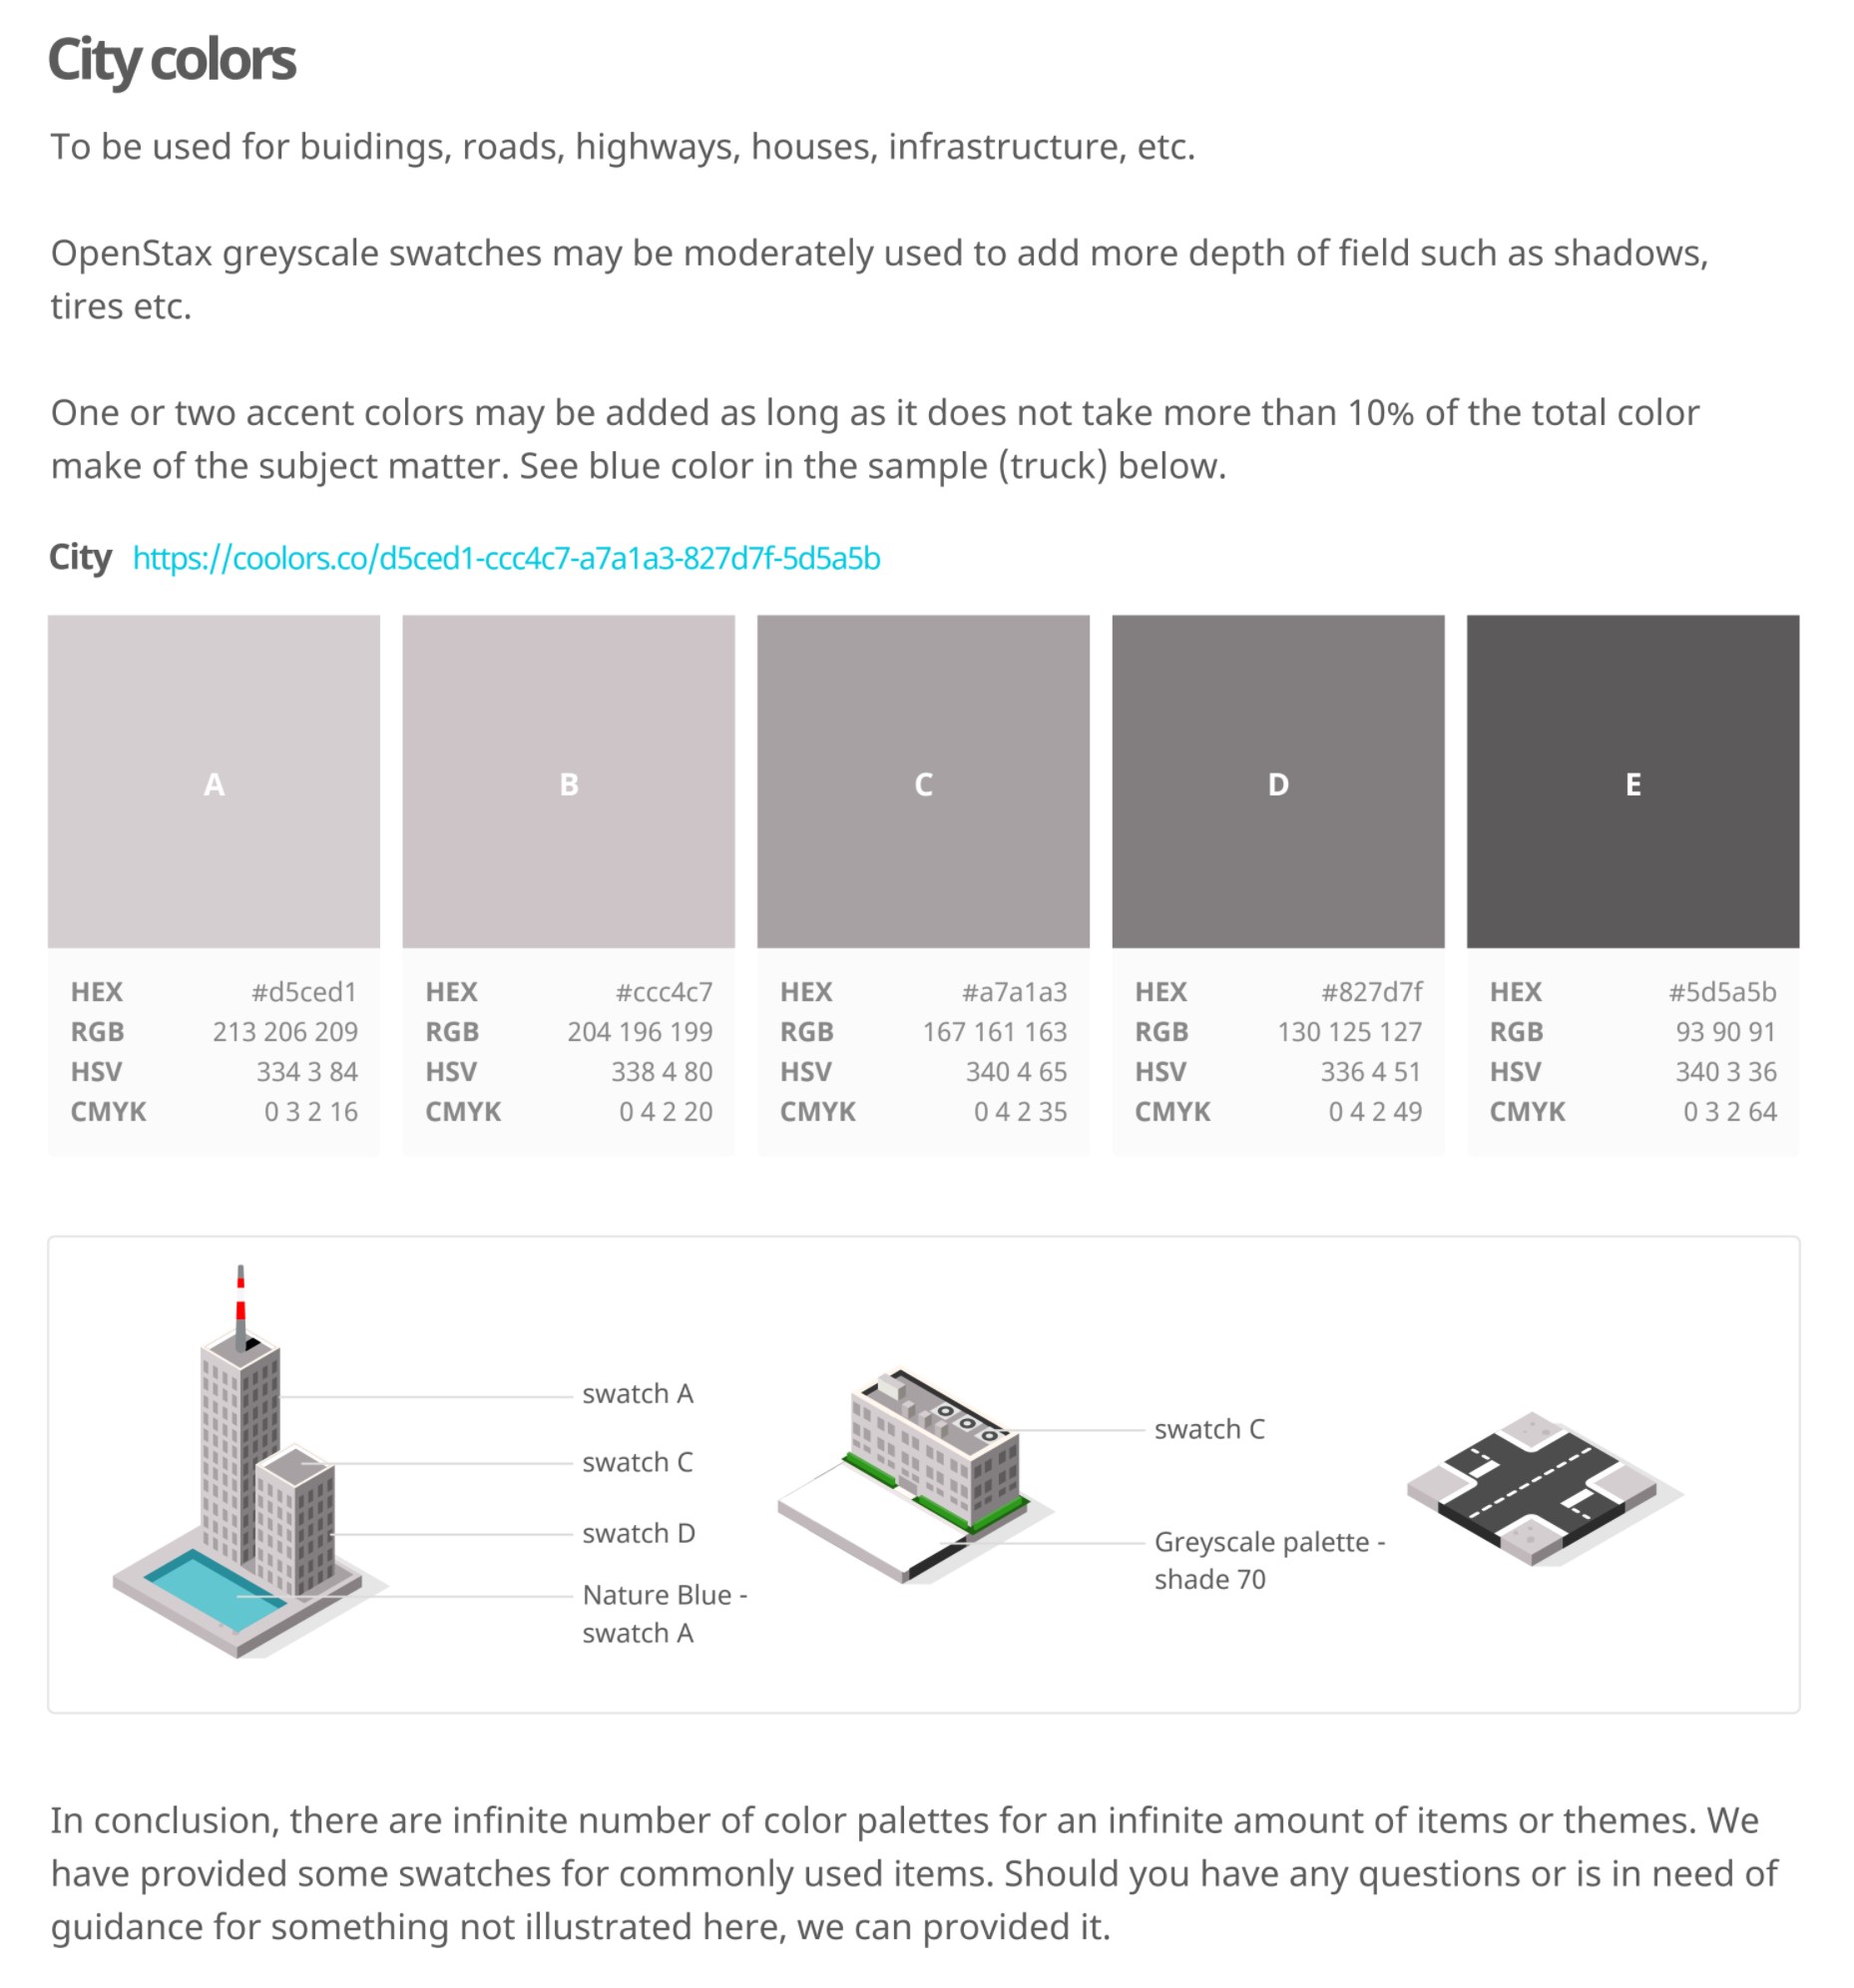 City colors
To be used for buidings, roads, highways, houses, infrastructure, etc.
OpenStax greyscale swatches may be moderately used to add more depth of field such as shadows,
tires etc.
One or two accent colors may be added as long as it does not take more than 10% of the total color
make of the subject matter. See blue color in the sample (truck) below.
City https://coolors.co/d5ced1-ccc4c7-a7a1a3-827d7f-5d5a5b
A B C D E
HEX #d5ced1 HEX #ccc4c7 HEX #a7a1a3 HEX #827d7f HEX #5d5a5b
RGB 213 206 209 RGB 204 196 199 RGB 167 161 163 RGB 130 125 127 RGB 93 90 91
HSV 334 3 84 HSV 338 4 80 HSV 340 4 65 HSV 336 4 51 HSV 340 3 36
CMYK 0 3 2 16 CMYK 0 4 2 20 CMYK 0 4 2 35 CMYK 0 4 2 49 CMYK 0 3 2 64
swatch A
swatch C
swatch D
Nature Blue -
swatch A
swatch C
Greyscale palette -
shade 70
In conclusion, there are infinite number of color palettes for an infinite amount of items or themes. We
have provided some swatches for commonly used items. Should you have any questions or is in need of
guidance for something not illustrated here, we can provided it.